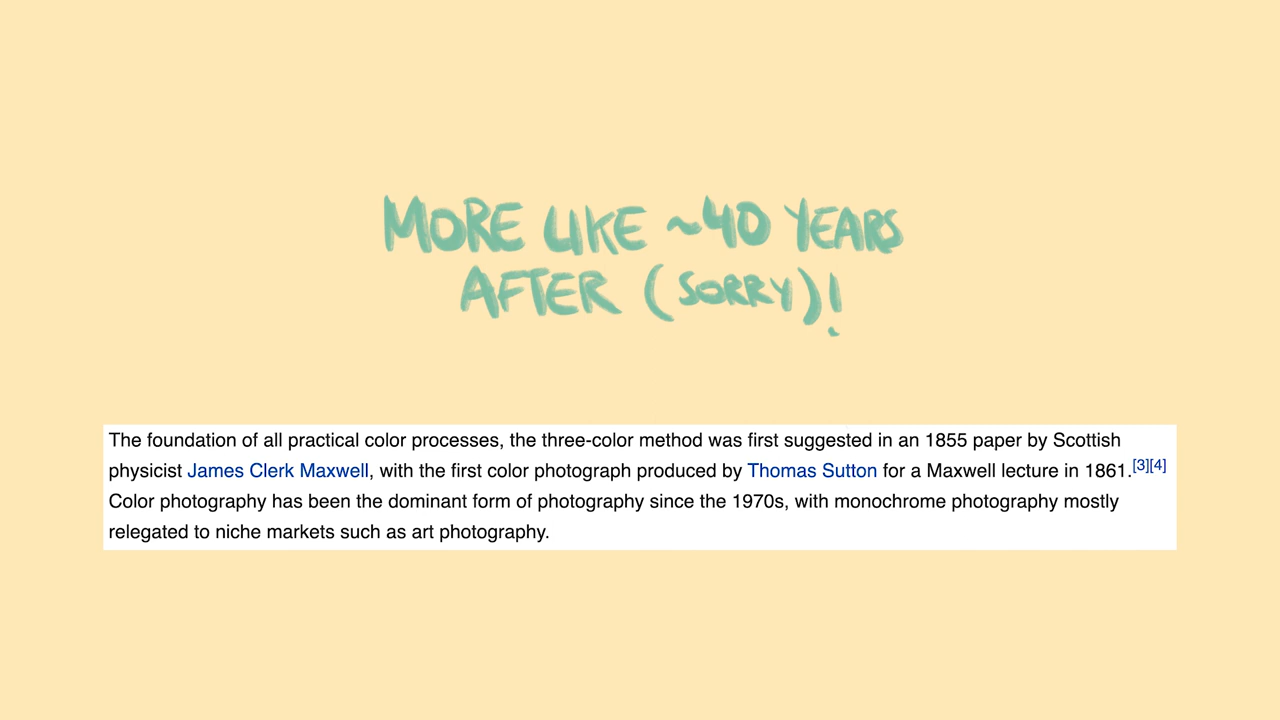 MORE LIKE ~40 YEARS
AFTER (SORRY)!
The foundation of all practical color processes, the three-color method was first suggested in an 1855 paper by Scottish
physicist James Clerk Maxwell, with the first color photograph produced by Thomas Sutton for a Maxwell lecture in 1861.[3][4]
Color photography has been the dominant form of photography since the 1970s, with monochrome photography mostly
relegated to niche markets such as art photography.